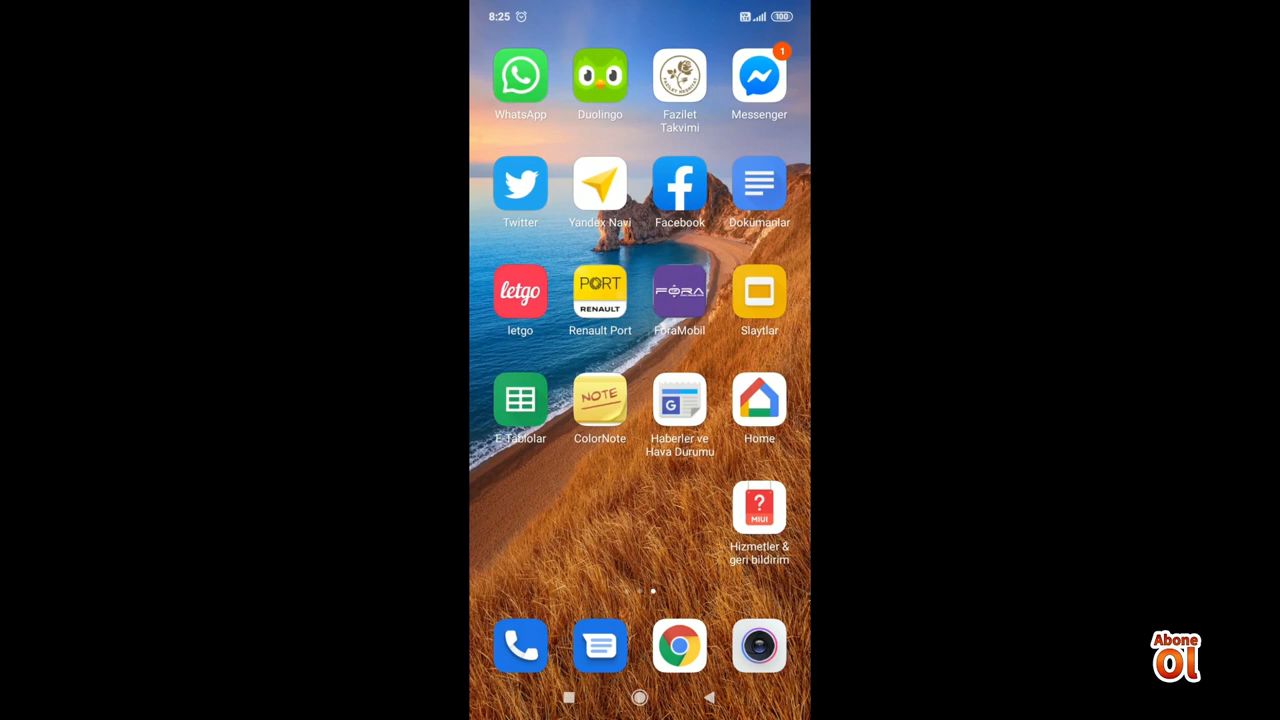 8:25
100
1
WhatsApp
Duolingo
Fazilet
Takvimi
Messenger
Twitter
Yandex Navi
Facebook
Dokümanlar
letgo
PORT
RENAULT
FORA
letgo
Renault Port
ForaMobil
Slaytlar
NOTE
G
E-Tablolar
ColorNote
Haberler ve
Hava Durumu
Home
?
MIUI
Hizmetler &
geri bildirim
Abone
Ol